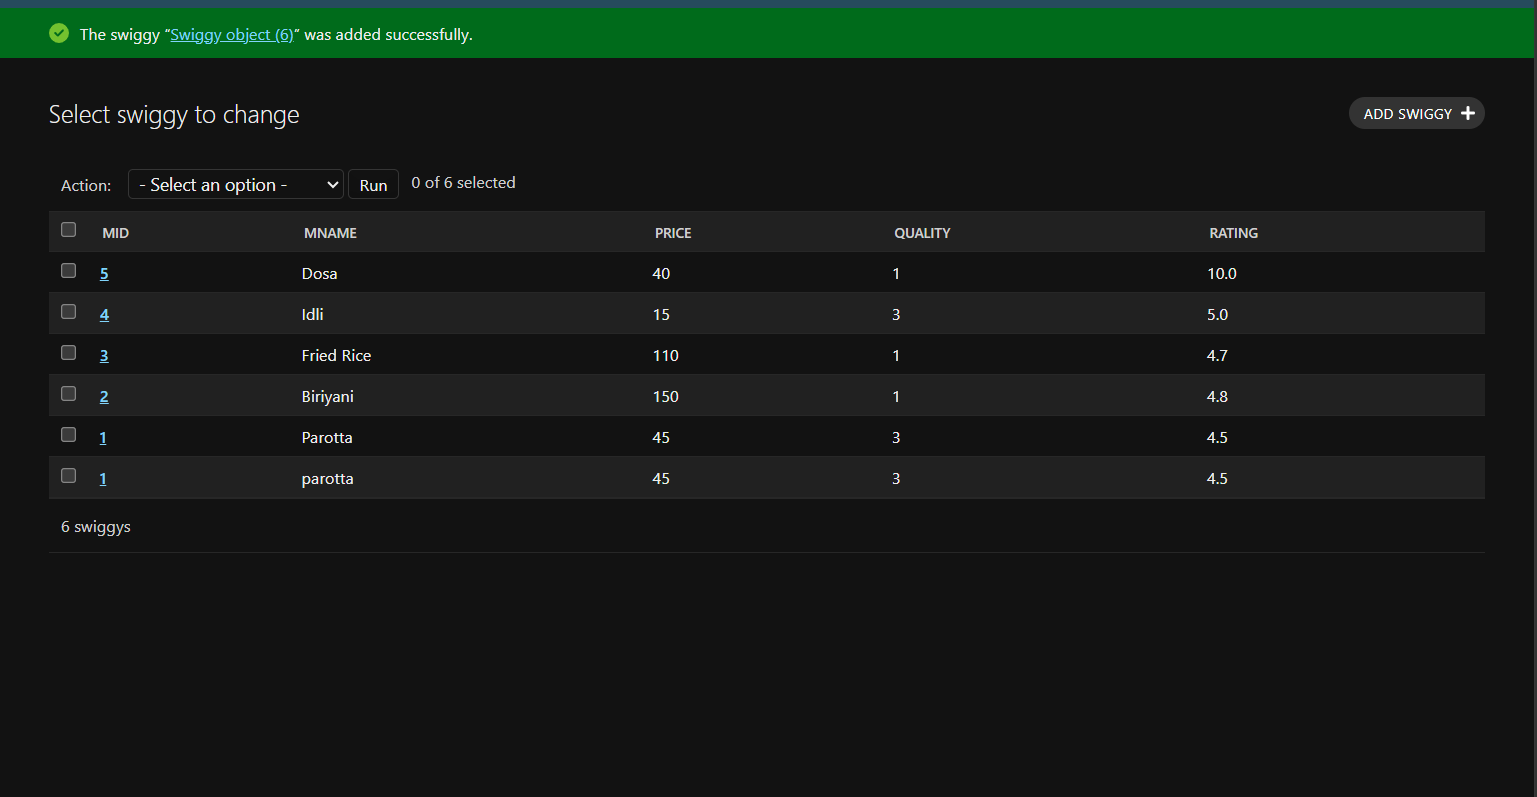 The swiggy “Swiggy object (6)” was added successfully.
Select swiggy to change
ADD SWIGGY
Action: - Select an option - Run 0 of 6 selected
MID MNAME PRICE QUALITY RATING
5 Dosa 40 1 10.0
4 Idli 15 3 5.0
3 Fried Rice 110 1 4.7
2 Biriyani 150 1 4.8
1 Parotta 45 3 4.5
1 parotta 45 3 4.5
6 swiggys